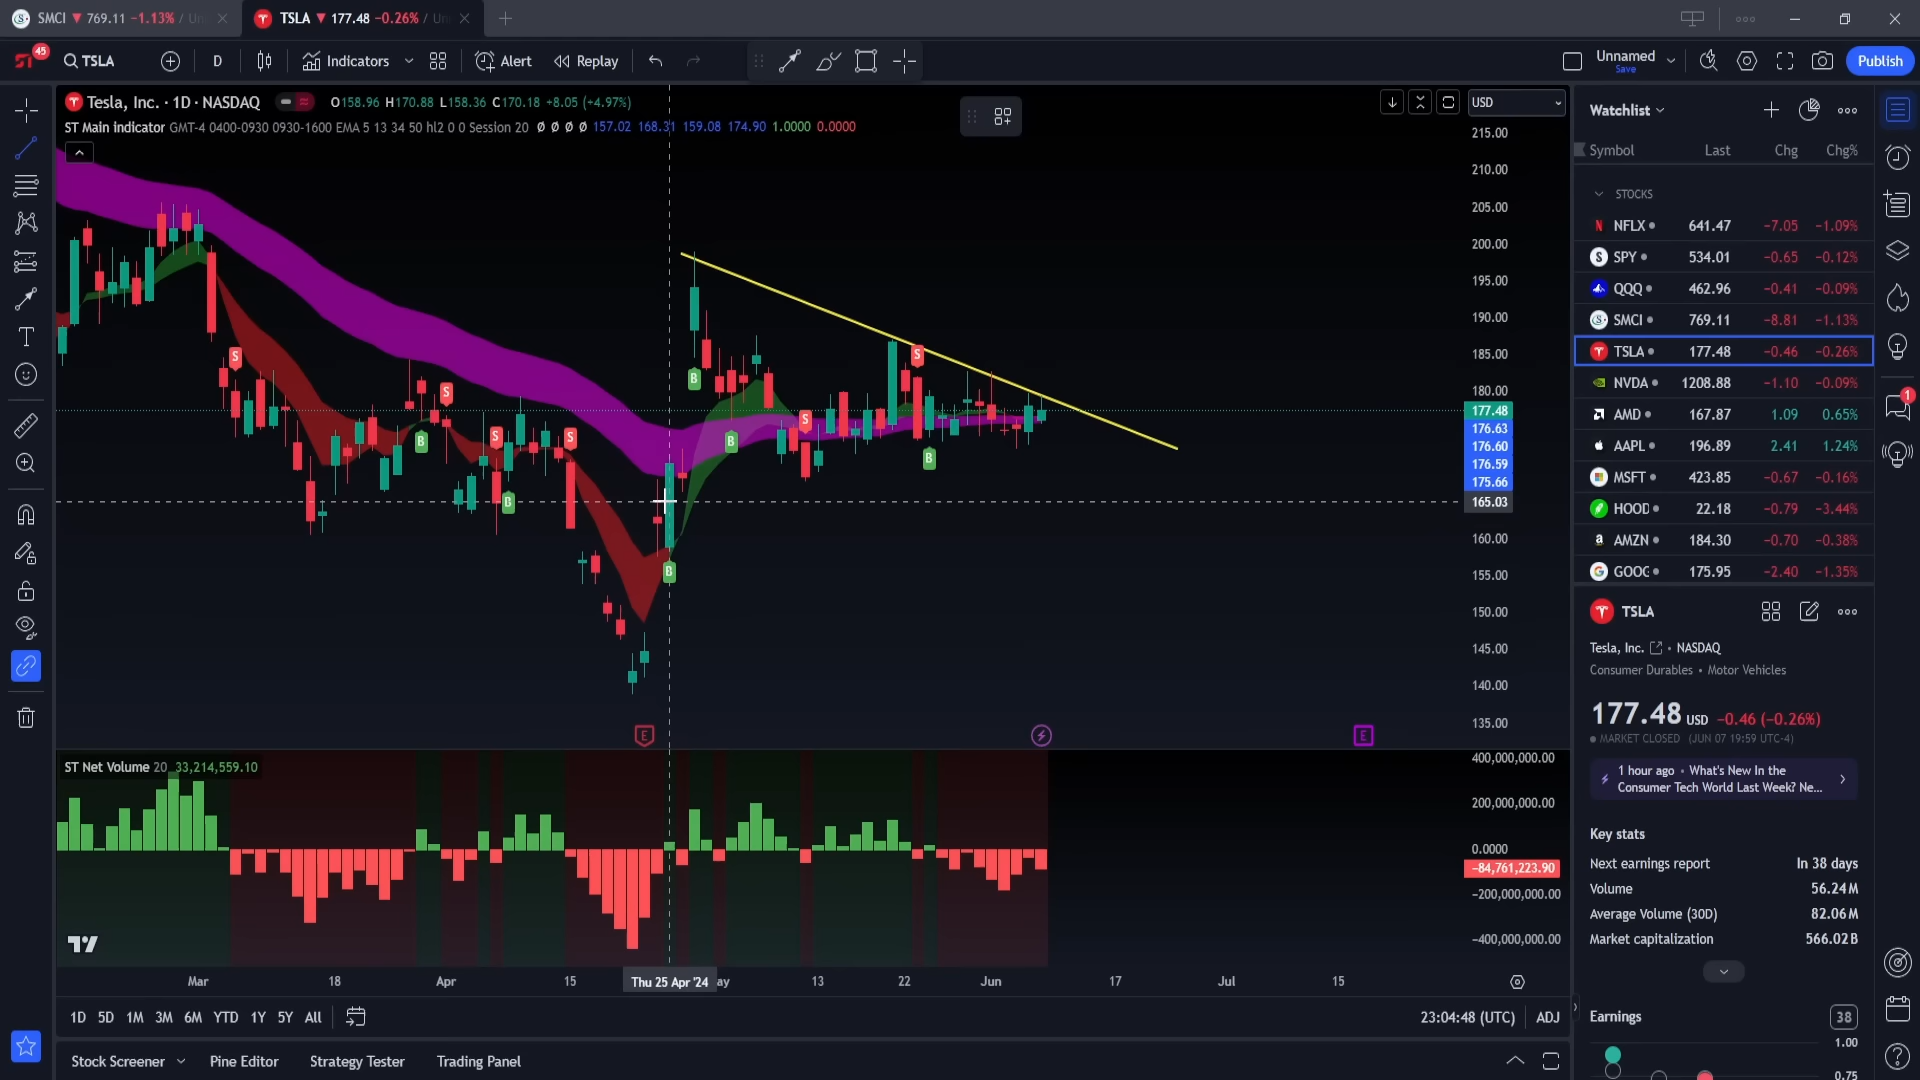 SMCI ▼ 769.11 −1.13% / Un
TSLA ▼ 177.48 −0.26% / Un
45
TSLA
D
Indicators
Alert
Replay
Unnamed
Save
Publish
Tesla, Inc. · 1D · NASDAQ
O158.96 H170.88 L158.36 C170.18 +8.05 (+4.97%)
ST Main indicator GMT-4 0400-0930 0930-1600 EMA 5 13 34 50 hl2 0 0 Session 20 Ø Ø Ø Ø 157.02 168.31 159.08 174.90 1.0000 0.0000
USD
215.00
210.00
205.00
200.00
195.00
190.00
185.00
180.00
177.48
176.63
176.60
176.59
175.66
165.03
160.00
155.00
150.00
145.00
140.00
135.00
S
S
B
S
B
S
B
B
B
S
S
B
E
E
ST Net Volume 20 33,214,559.10
400,000,000.00
200,000,000.00
0.0000
−84,761,223.90
−200,000,000.00
−400,000,000.00
Mar
18
Apr
15
Thu 25 Apr '24
ay
13
22
Jun
17
Jul
15
1D 5D 1M 3M 6M YTD 1Y 5Y All
23:04:48 (UTC)
ADJ
Stock Screener
Pine Editor
Strategy Tester
Trading Panel
Watchlist
Symbol Last Chg Chg%
STOCKS
NFLX 641.47 −7.05 −1.09%
SPY 534.01 −0.65 −0.12%
QQQ 462.96 −0.41 −0.09%
SMCI 769.11 −8.81 −1.13%
TSLA 177.48 −0.46 −0.26%
NVDA 1208.88 −1.10 −0.09%
AMD 167.87 1.09 0.65%
AAPL 196.89 2.41 1.24%
MSFT 423.85 −0.67 −0.16%
HOOD 22.18 −0.79 −3.44%
AMZN 184.30 −0.70 −0.38%
GOOG 175.95 −2.40 −1.35%
1
TSLA
Tesla, Inc. • NASDAQ
Consumer Durables • Motor Vehicles
177.48 USD −0.46 (−0.26%)
MARKET CLOSED (JUN 07 19:59 UTC-4)
1 hour ago • What's New In the
Consumer Tech World Last Week? Ne...
Key stats
Next earnings report In 38 days
Volume 56.24M
Average Volume (30D) 82.06M
Market capitalization 566.02B
Earnings
38
1.00
0.75